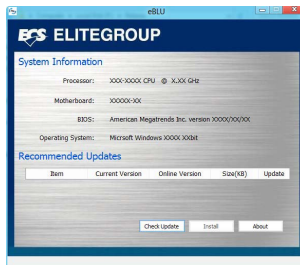 eBLU
ECS ELITEGROUP
System Information
Processor: XXX-XXXX CPU @ X.XX GHz
Motherboard: XXXXX-XX
BIOS: American Megatrends Inc. version XXXX/XX/XX
Operating System: Micrsoft Windows XXXX XXbit
Recommended Updates
Item Current Version Online Version Size(KB) Update
Check Update Install About